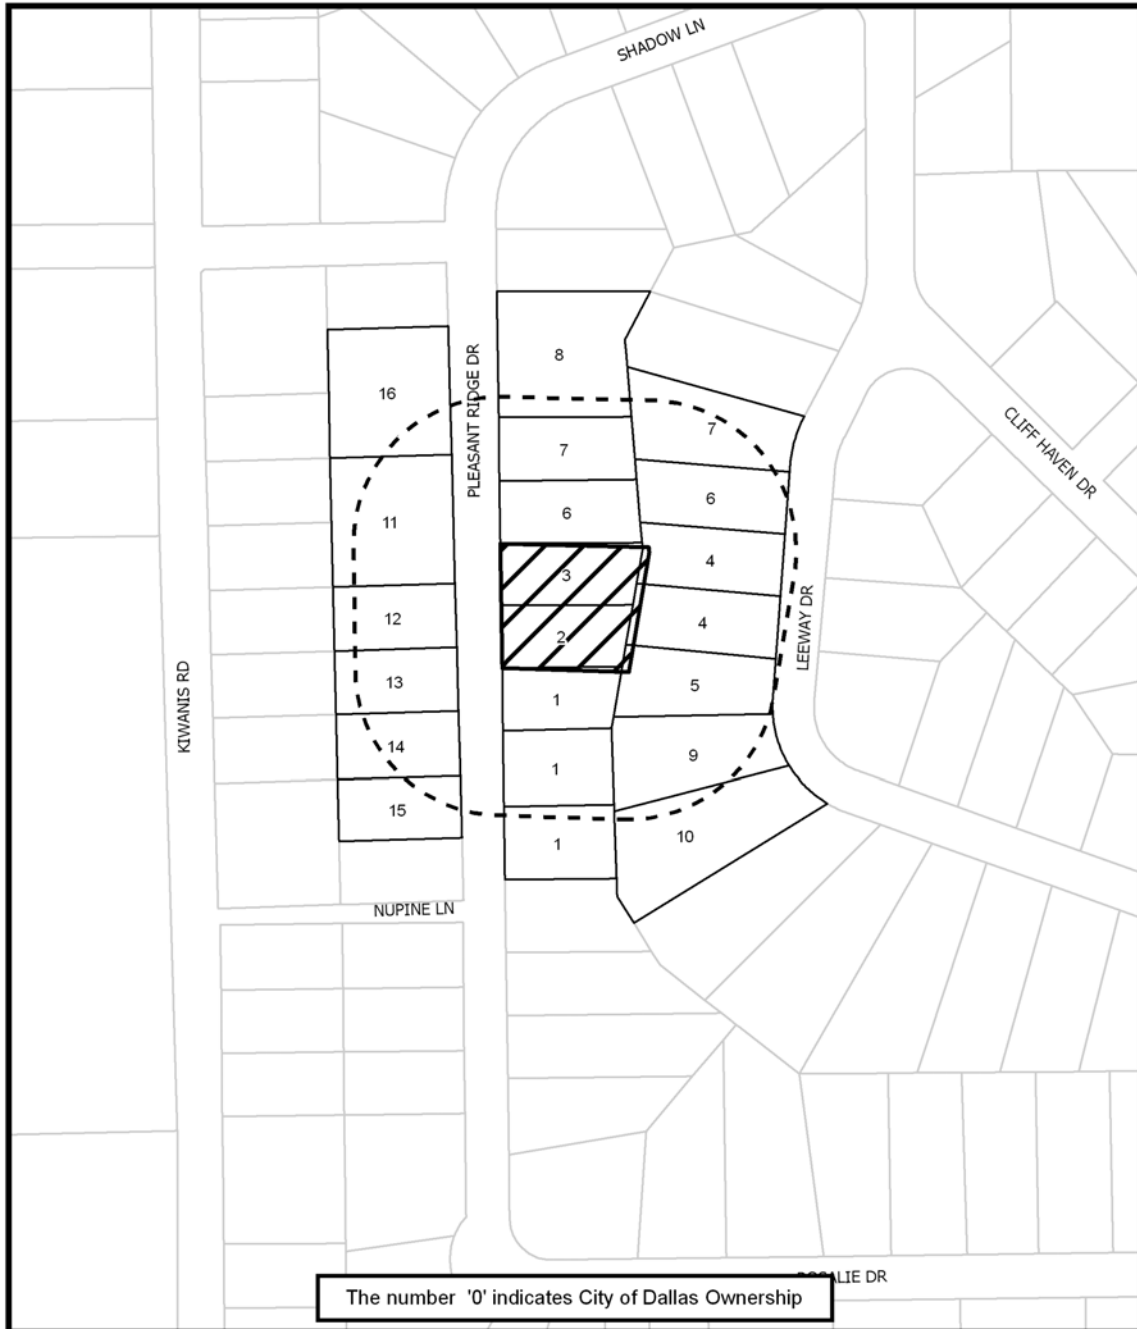 SHADOW LN
8
PLEASANT RIDGE DR
16
7
CLIFF HAVEN DR
7
6
6
11
4
3
12
4
2
LEEWAY DR
13
5
1
KIWANIS RD
14
9
1
15
10
1
NUPINE LN
ALIE DR
The number '0' indicates City of Dallas Ownership